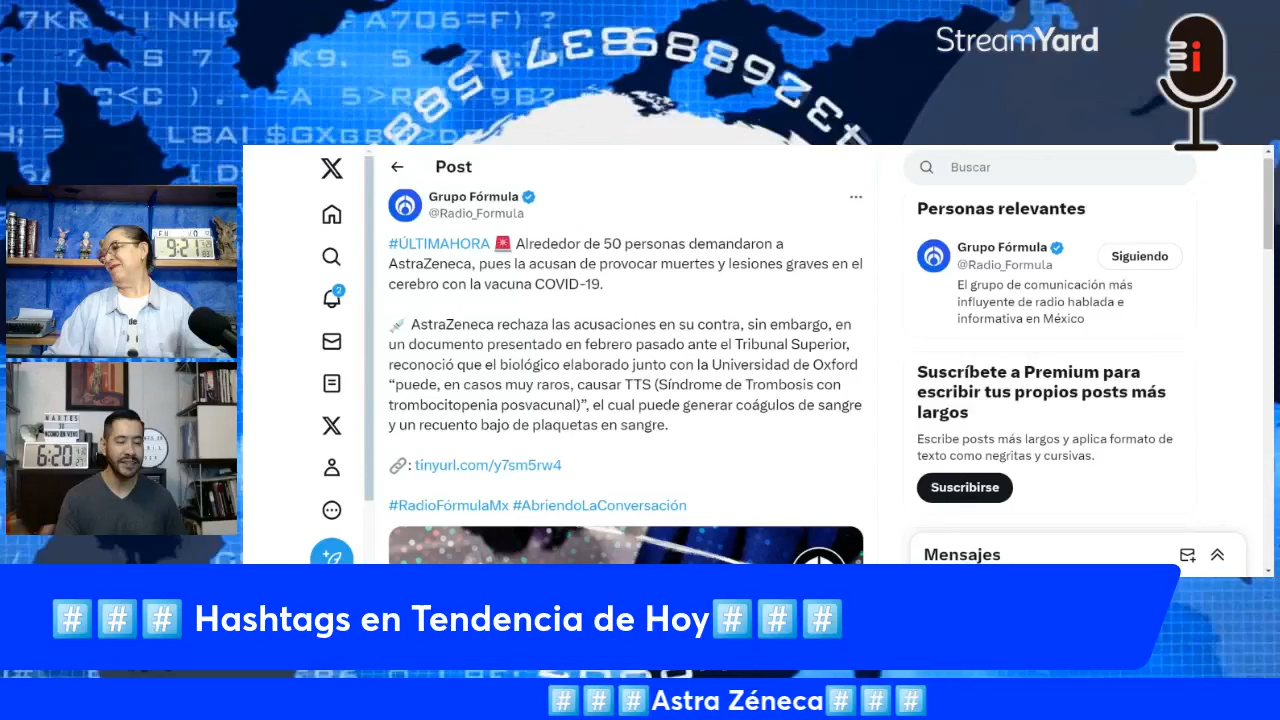 StreamYard
i
Post
Buscar
Grupo Fórmula
@Radio_Formula
#ÚLTIMAHORA 🚨 Alrededor de 50 personas demandaron a
AstraZeneca, pues la acusan de provocar muertes y lesiones graves en el
cerebro con la vacuna COVID-19.
💉 AstraZeneca rechaza las acusaciones en su contra, sin embargo, en
un documento presentado en febrero pasado ante el Tribunal Superior,
reconoció que el biológico elaborado junto con la Universidad de Oxford
“puede, en casos muy raros, causar TTS (Síndrome de Trombosis con
trombocitopenia posvacunal)”, el cual puede generar coágulos de sangre
y un recuento bajo de plaquetas en sangre.
🔗: tinyurl.com/y7sm5rw4
#RadioFórmulaMx #AbriendoLaConversación
Personas relevantes
Grupo Fórmula
@Radio_Formula
Siguiendo
El grupo de comunicación más
influyente de radio hablada e
informativa en México
Suscríbete a Premium para
escribir tus propios posts más
largos
Escribe posts más largos y aplica formato de
texto como negritas y cursivas.
Suscribirse
Mensajes
2
9:21
MARTES
30
6:20
#️⃣#️⃣#️⃣ Hashtags en Tendencia de Hoy#️⃣#️⃣#️⃣
#️⃣#️⃣#️⃣Astra Zéneca#️⃣#️⃣#️⃣